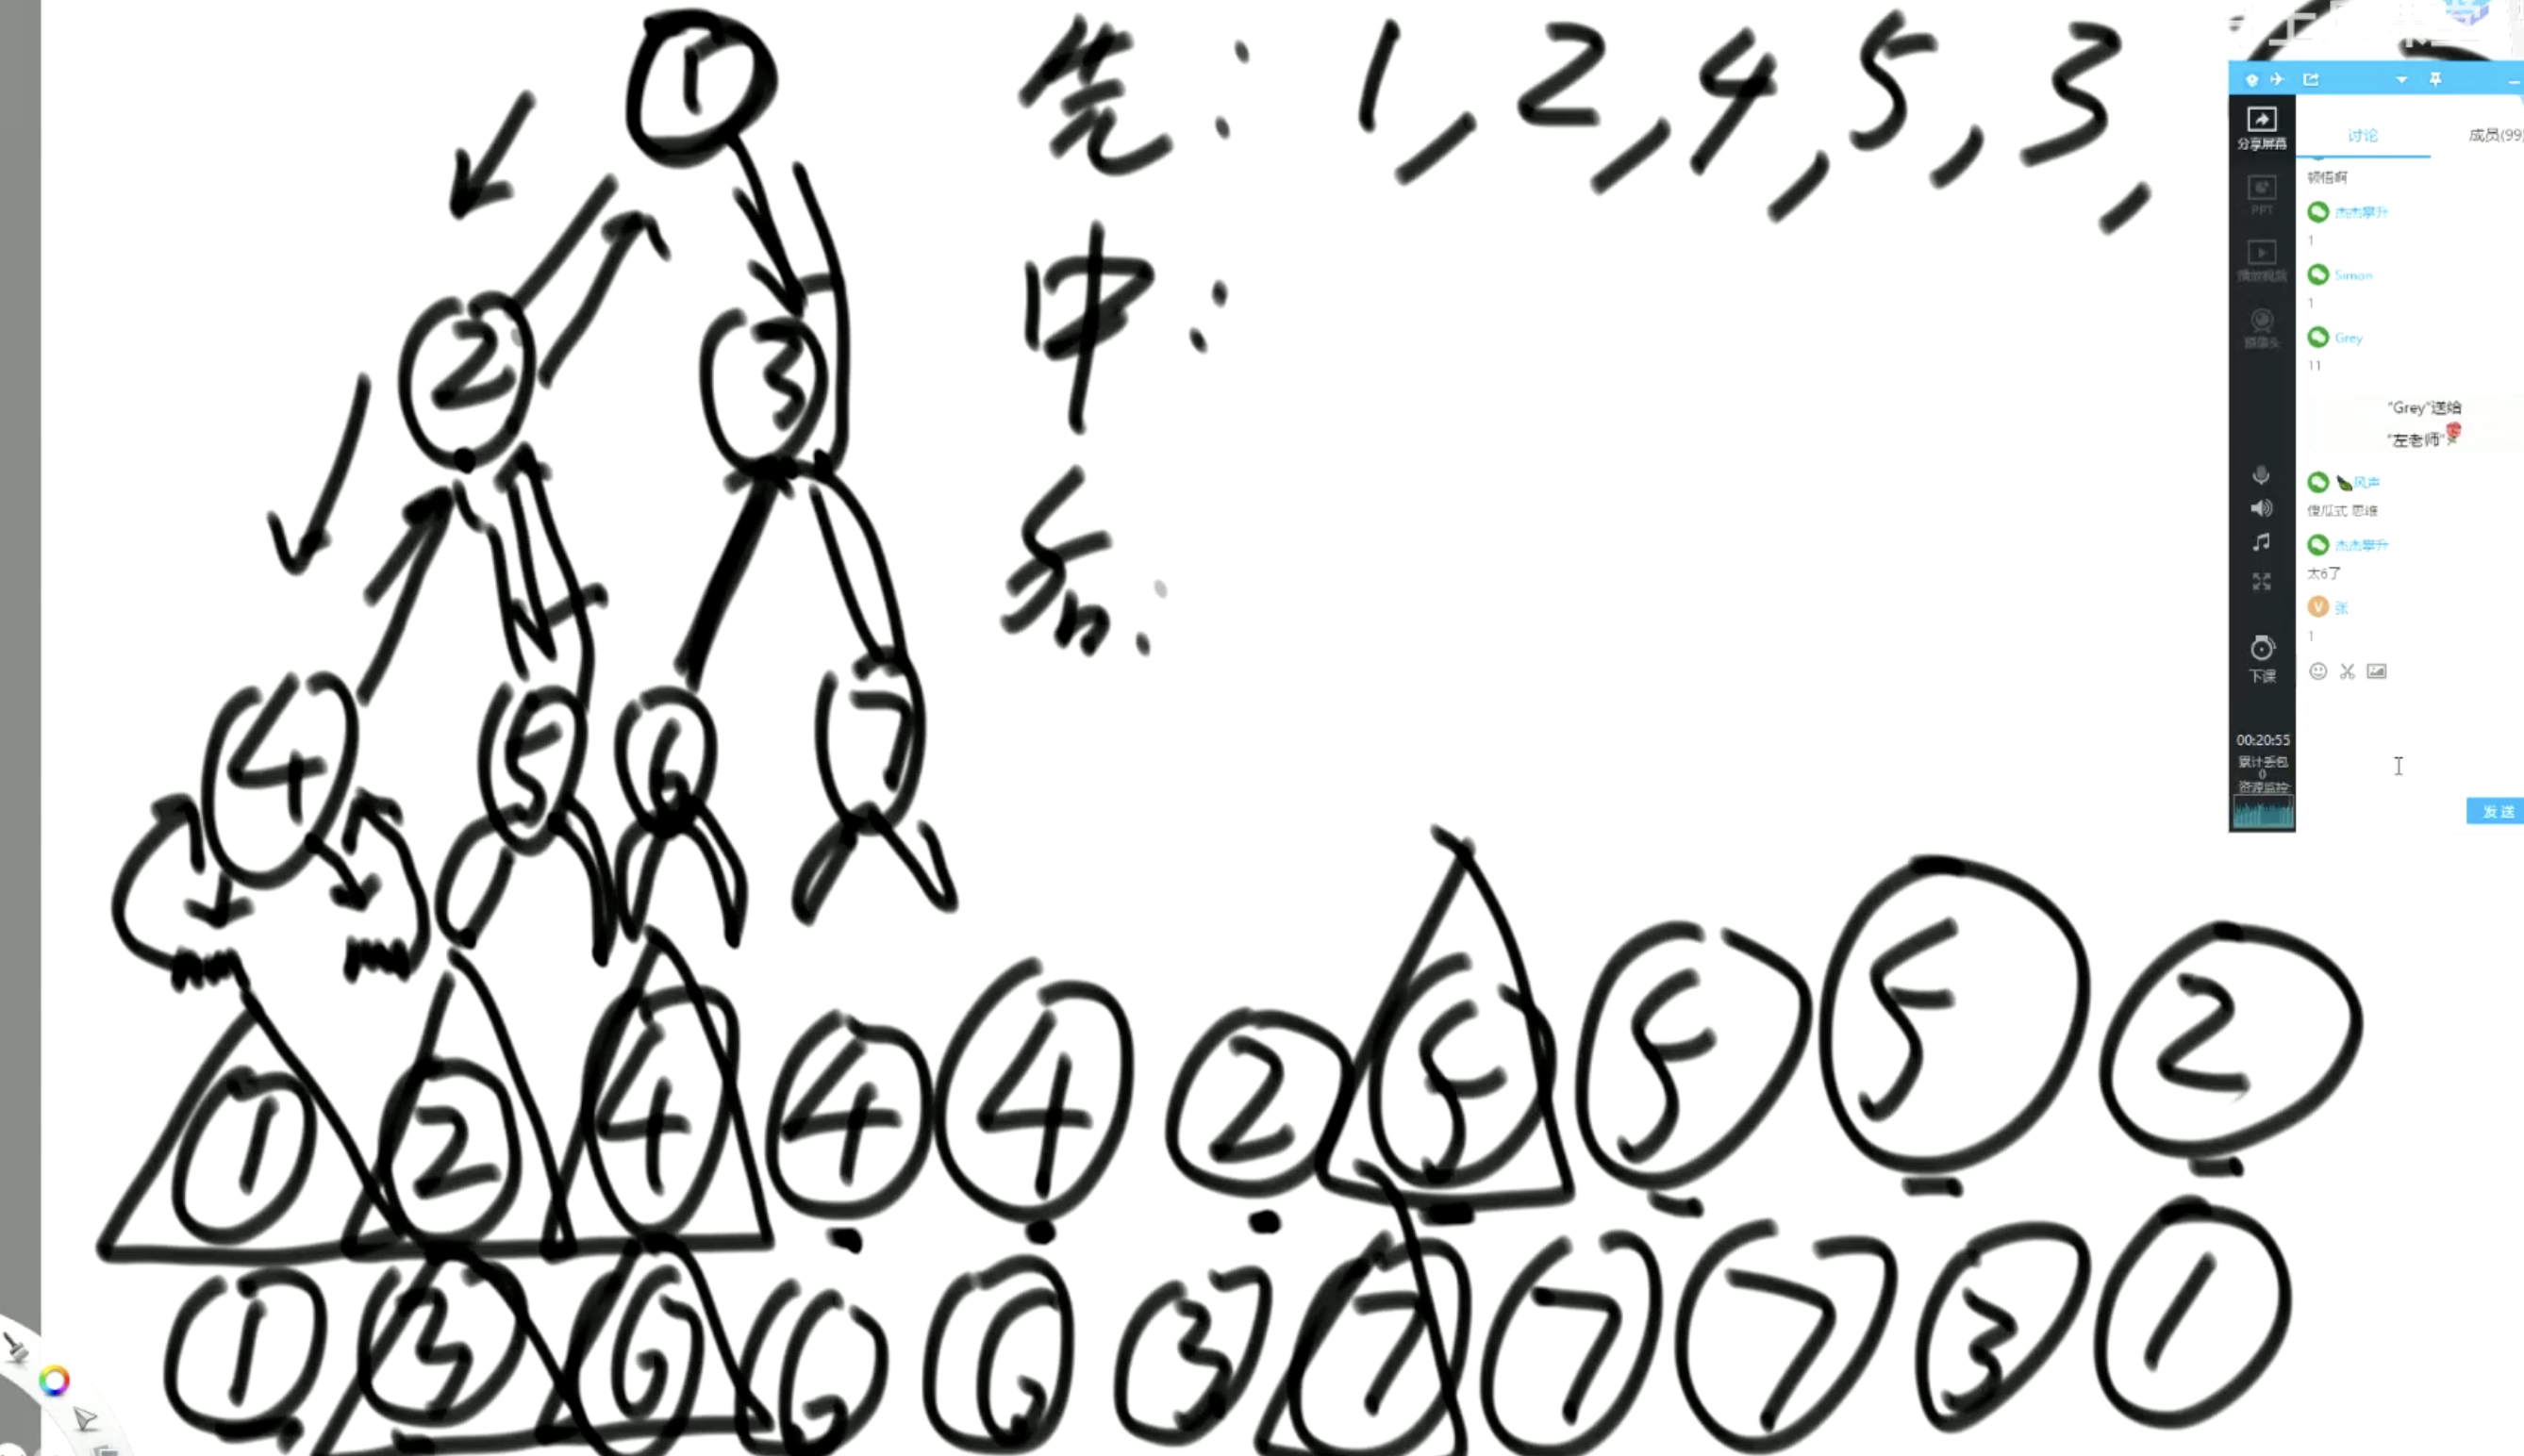 1
先: 1, 2, 4, 5, 3,
2
3
中:
后:
4
5
6
7
1 2 4 4 4 2 5 5 5 2
1 3 6 6 6 3 7 7 7 3 1
分享屏幕
PPT
播放视频
摄像头
下课
00:20:55
累计丢包
0
资源监控
讨论
成员(99
顿悟啊
杰杰攀升
1
Simon
1
Grey
11
"Grey"送给
"左老师"
风声
傻瓜式 思维
杰杰攀升
太6了
V 张
1
发送